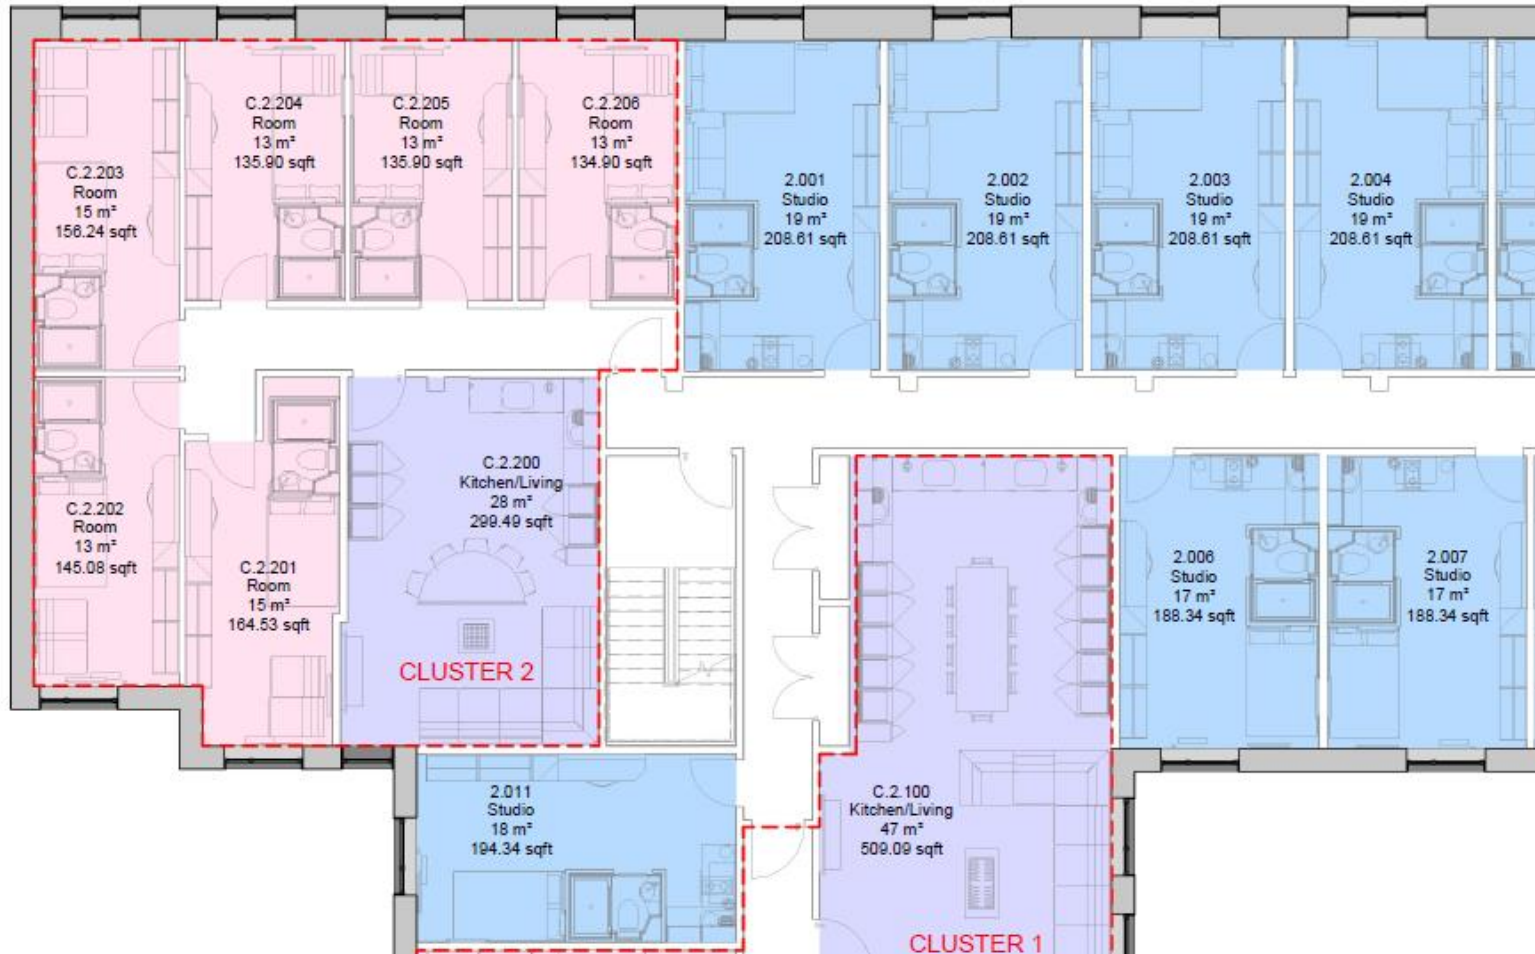 C.2.203
Room
15 m²
156.24 sqft
C.2.204
Room
13 m²
135.90 sqft
C.2.205
Room
13 m²
135.90 sqft
C.2.206
Room
13 m²
134.90 sqft
2.001
Studio
19 m²
208.61 sqft
2.002
Studio
19 m²
208.61 sqft
2.003
Studio
19 m²
208.61 sqft
2.004
Studio
19 m²
208.61 sqft
C.2.202
Room
13 m²
145.08 sqft
C.2.201
Room
15 m²
164.53 sqft
C.2.200
Kitchen/Living
28 m²
299.49 sqft
CLUSTER 2
2.006
Studio
17 m²
188.34 sqft
2.007
Studio
17 m²
188.34 sqft
2.011
Studio
18 m²
194.34 sqft
C.2.100
Kitchen/Living
47 m²
509.09 sqft
CLUSTER 1